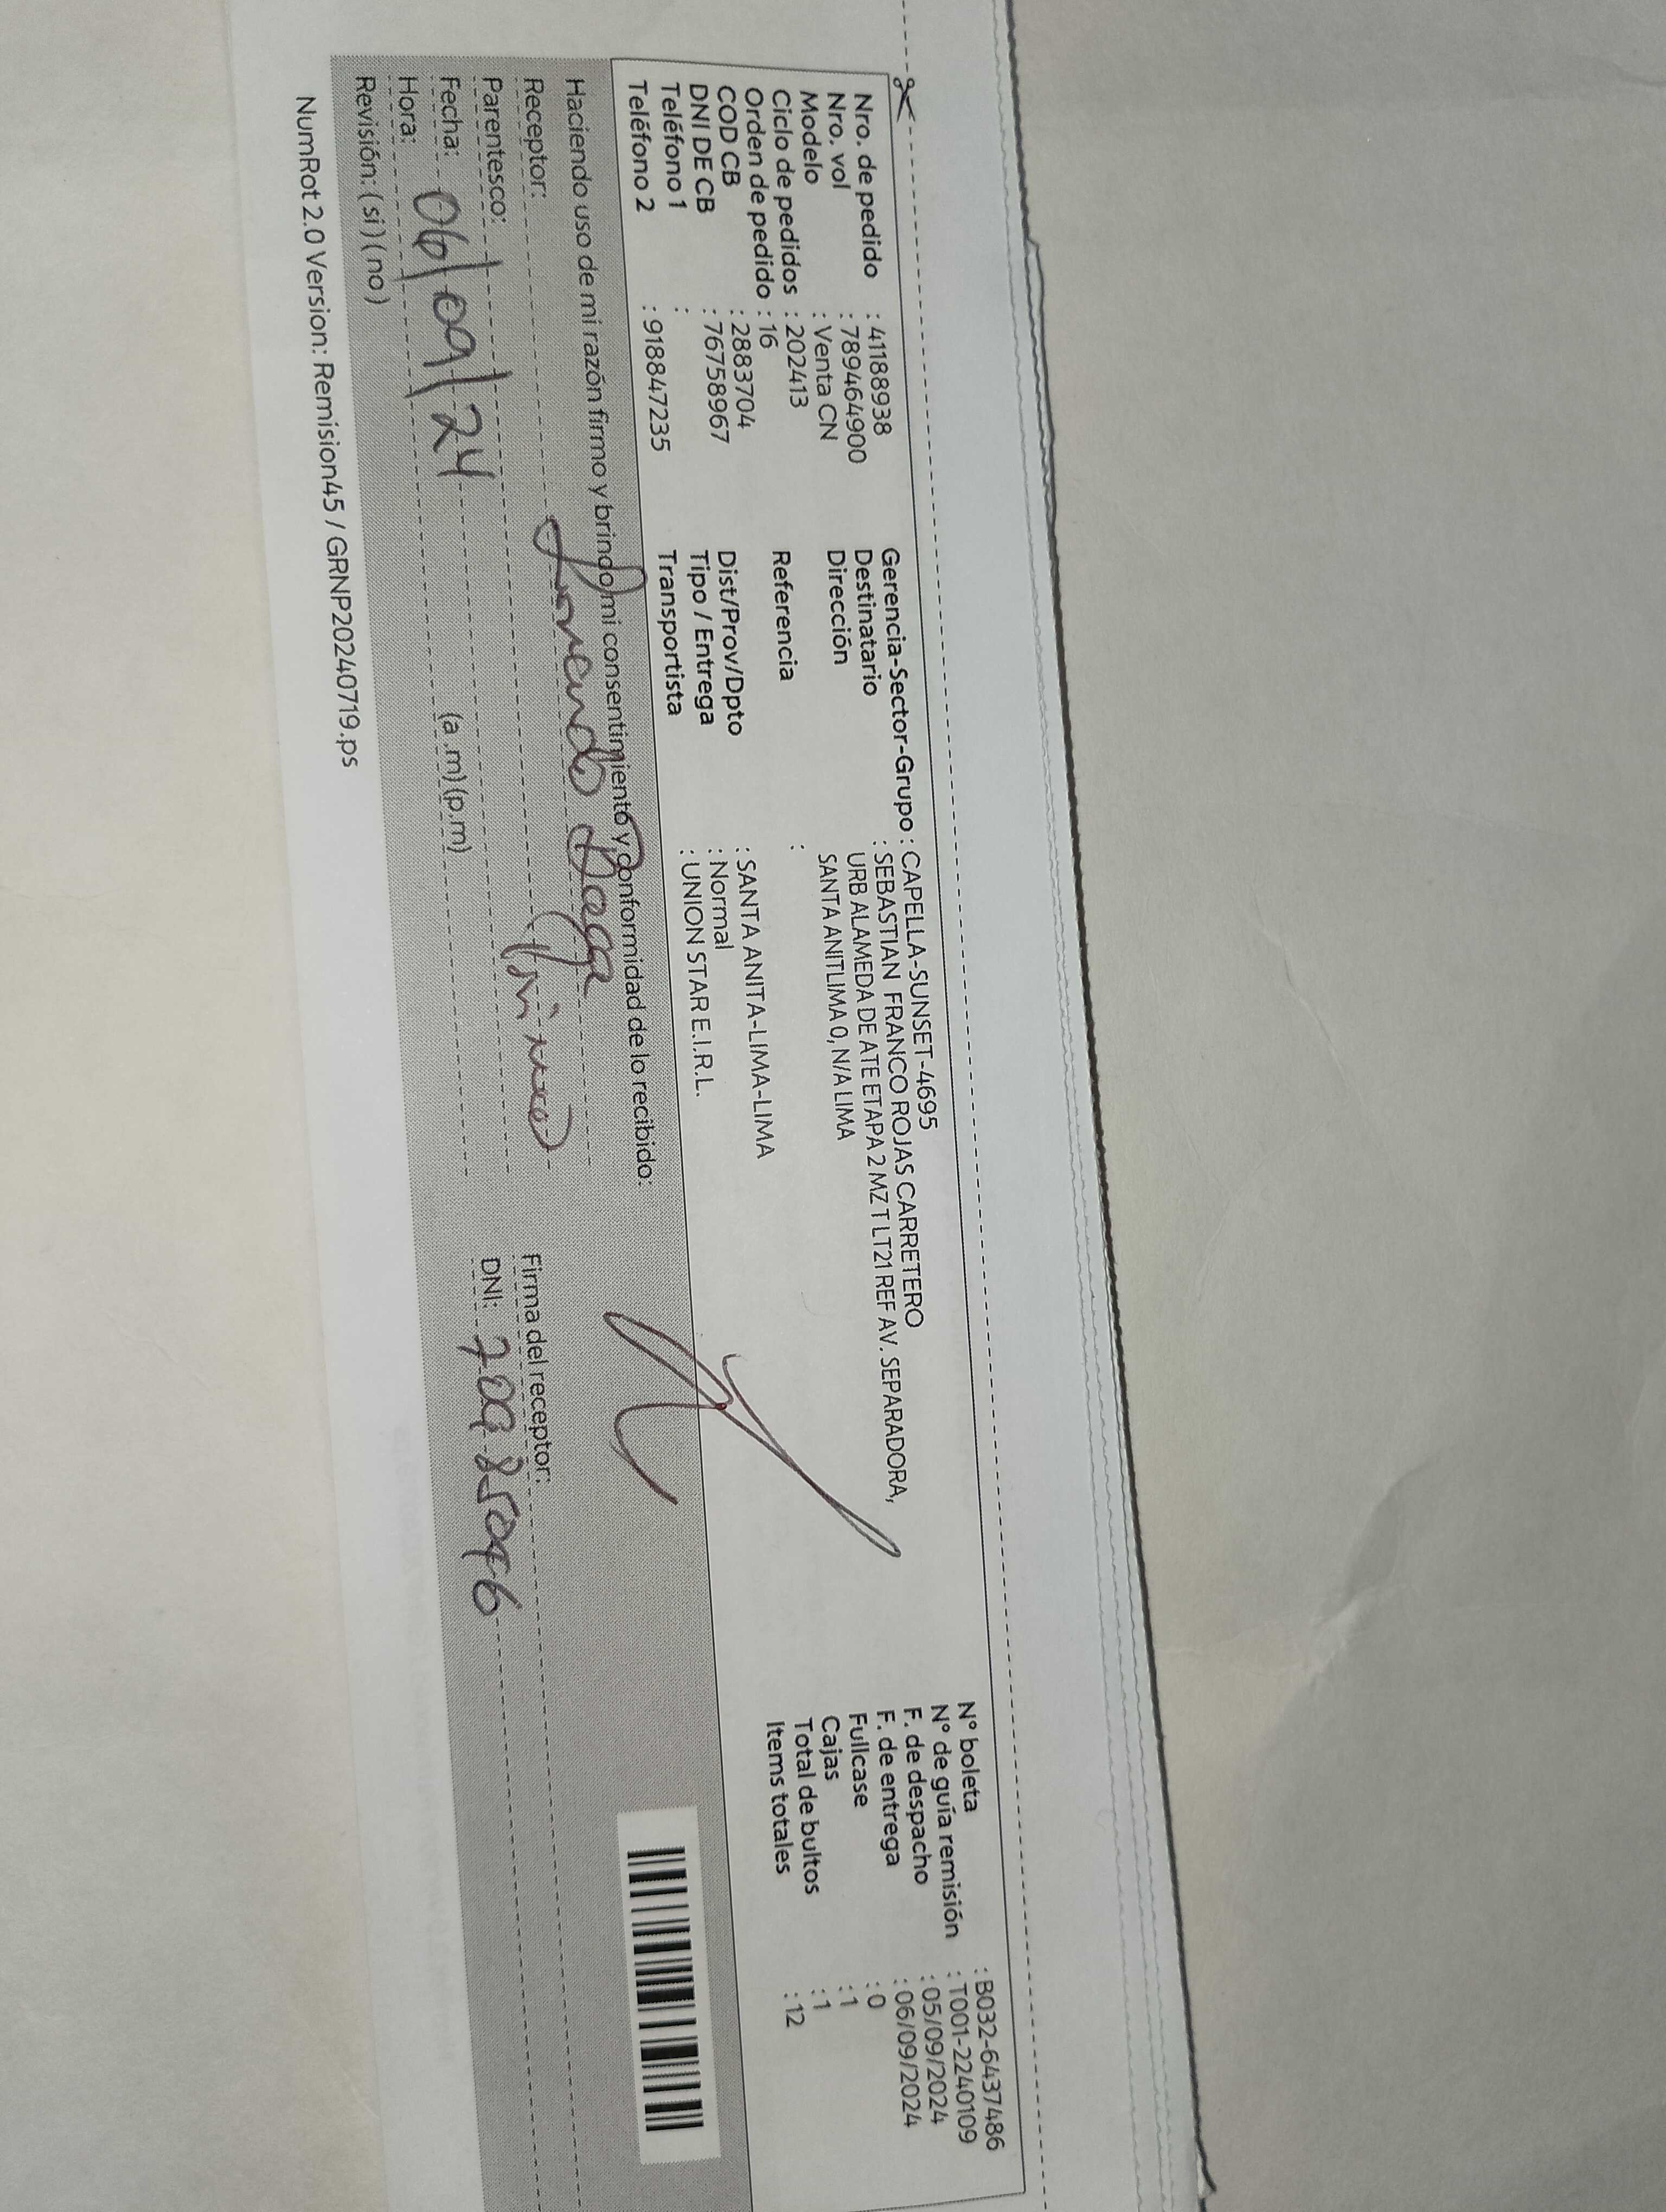 Nro. de pedido : 41188938
Nro. vol : 789464900
Modelo : Venta CN
Ciclo de pedidos : 202413
Orden de pedido : 16
COD CB : 2883704
DNI DE CB : 76758967
Teléfono 1 :
Teléfono 2 : 918847235
Gerencia-Sector-Grupo : CAPELLA-SUNSET-4695
Destinatario : SEBASTIAN FRANCO ROJAS CARRETERO
Dirección URB ALAMEDA DE ATE ETAPA 2 MZ T LT21 REF AV. SEPARADORA,
SANTA ANITLIMA 0, N/A LIMA
Referencia :
Dist/Prov/Dpto : SANTA ANITA-LIMA-LIMA
Tipo / Entrega : Normal
Transportista : UNION STAR E.I.R.L.
N° boleta : B032-6437486
N° de guía remisión : T001-2240109
F. de despacho : 05/09/2024
F. de entrega : 06/09/2024
Fullcase : 0
Cajas : 1
Total de bultos : 1
Items totales : 12
Haciendo uso de mi razón firmo y brindo mi consentimiento y conformidad de lo recibido:
Receptor:
Parentesco:
Fecha: 06/09/24
Hora: (a.m) (p.m)
Revisión: (si) (no)
Firma del receptor:
DNI:
NumRot 2.0 Version: Remision45 / GRNP20240719.ps